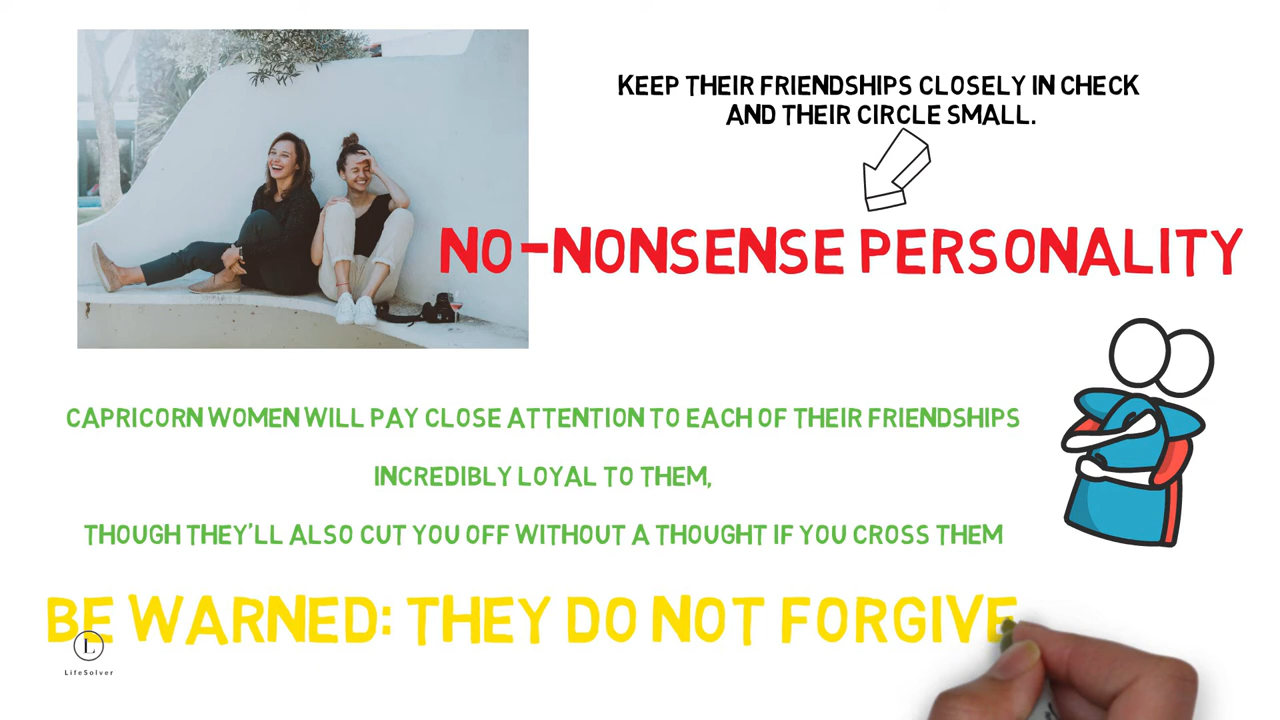 KEEP THEIR FRIENDSHIPS CLOSELY IN CHECK
AND THEIR CIRCLE SMALL.
NO-NONSENSE PERSONALITY
CAPRICORN WOMEN WILL PAY CLOSE ATTENTION TO EACH OF THEIR FRIENDSHIPS
INCREDIBLY LOYAL TO THEM,
THOUGH THEY'LL ALSO CUT YOU OFF WITHOUT A THOUGHT IF YOU CROSS THEM
BE WARNED: THEY DO NOT FORGIVE
L
LifeSolver